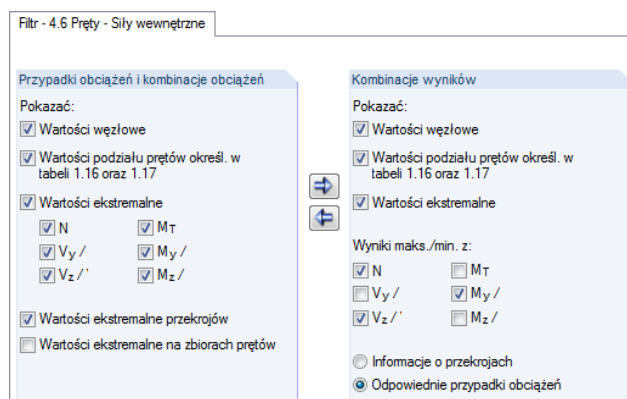 Filtr - 4.6 Pręty - Siły wewnętrzne
Przypadki obciążeń i kombinacje obciążeń
Pokazać:
Wartości węzłowe
Wartości podziału prętów określ. w
tabeli 1.16 oraz 1.17
Wartości ekstremalne
N
MT
Vy /
My /
Vz / '
Mz /
Wartości ekstremalne przekrojów
Wartości ekstremalne na zbiorach prętów
Kombinacje wyników
Pokazać:
Wartości węzłowe
Wartości podziału prętów określ. w
tabeli 1.16 oraz 1.17
Wartości ekstremalne
Wyniki maks./min. z:
N
MT
Vy /
My /
Vz / '
Mz /
Informacje o przekrojach
Odpowiednie przypadki obciążeń